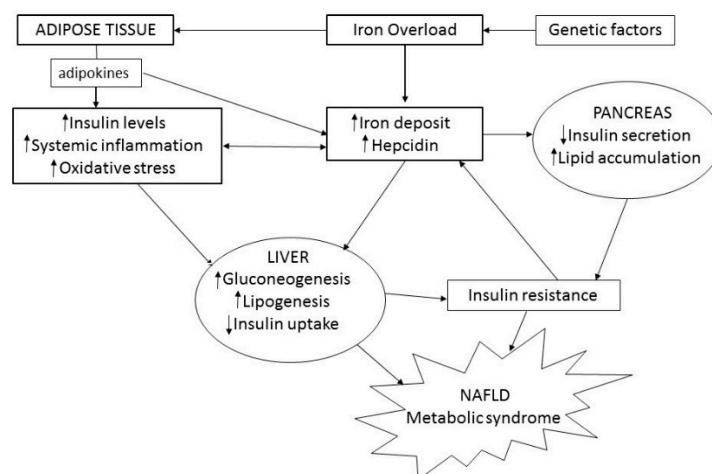 ADIPOSE TISSUE
Iron Overload
Genetic factors
adipokines
↑Insulin levels
↑Systemic inflammation
↑Oxidative stress
↑Iron deposit
↑Hepcidin
PANCREAS
↓Insulin secretion
↑Lipid accumulation
LIVER
↑Gluconeogenesis
↑Lipogenesis
↓Insulin uptake
Insulin resistance
NAFLD
Metabolic syndrome